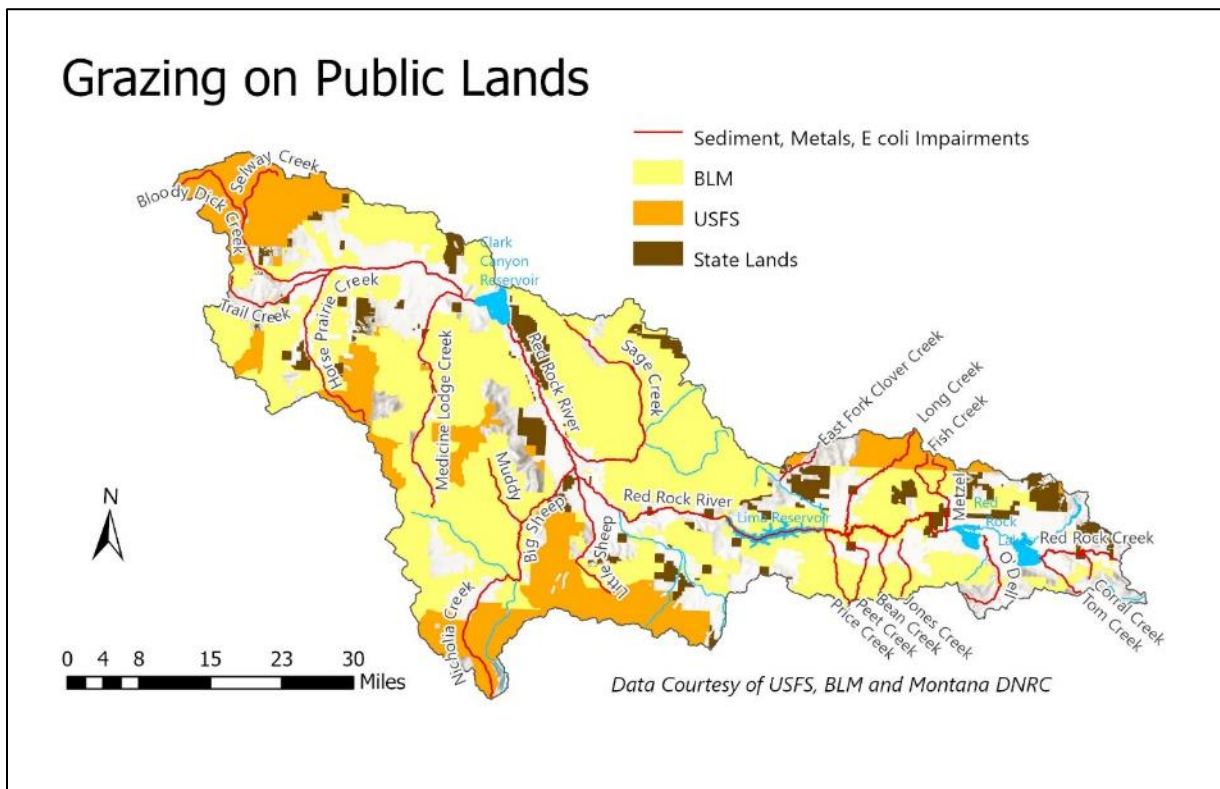 Grazing on Public Lands
Sediment, Metals, E coli Impairments
BLM
USFS
State Lands
Selway Creek
Bloody Dick Creek
Clark
Canyon
Reservoir
Trail Creek
Horse Prairie Creek
Medicine Lodge Creek
Red Rock River
Sage Creek
East Fork Clover Creek
Long Creek
Fish Creek
Muddy
Big Sheep
Little Sheep
Red Rock River
Lima Reservoir
Metzel
Red
Rock
Lakes
Red Rock Creek
O'Dell
Corral Creek
Tom Creek
Jones Creek
Bean Creek
Peet Creek
Price Creek
Nicholia Creek
N
0 4 8 15 23 30
Miles
Data Courtesy of USFS, BLM and Montana DNRC